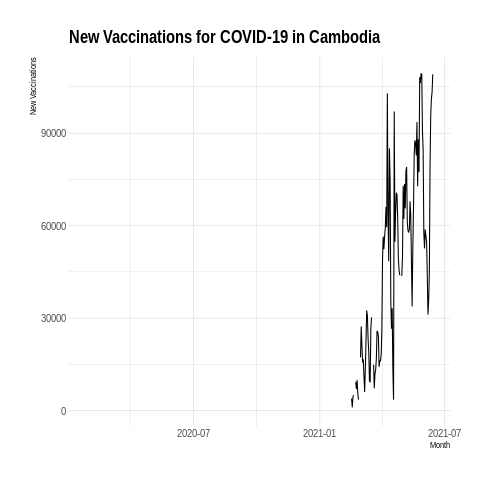 New Vaccinations for COVID-19 in Cambodia
New Vaccinations
90000
60000
30000
0
2020-07
2021-01
2021-07
Month